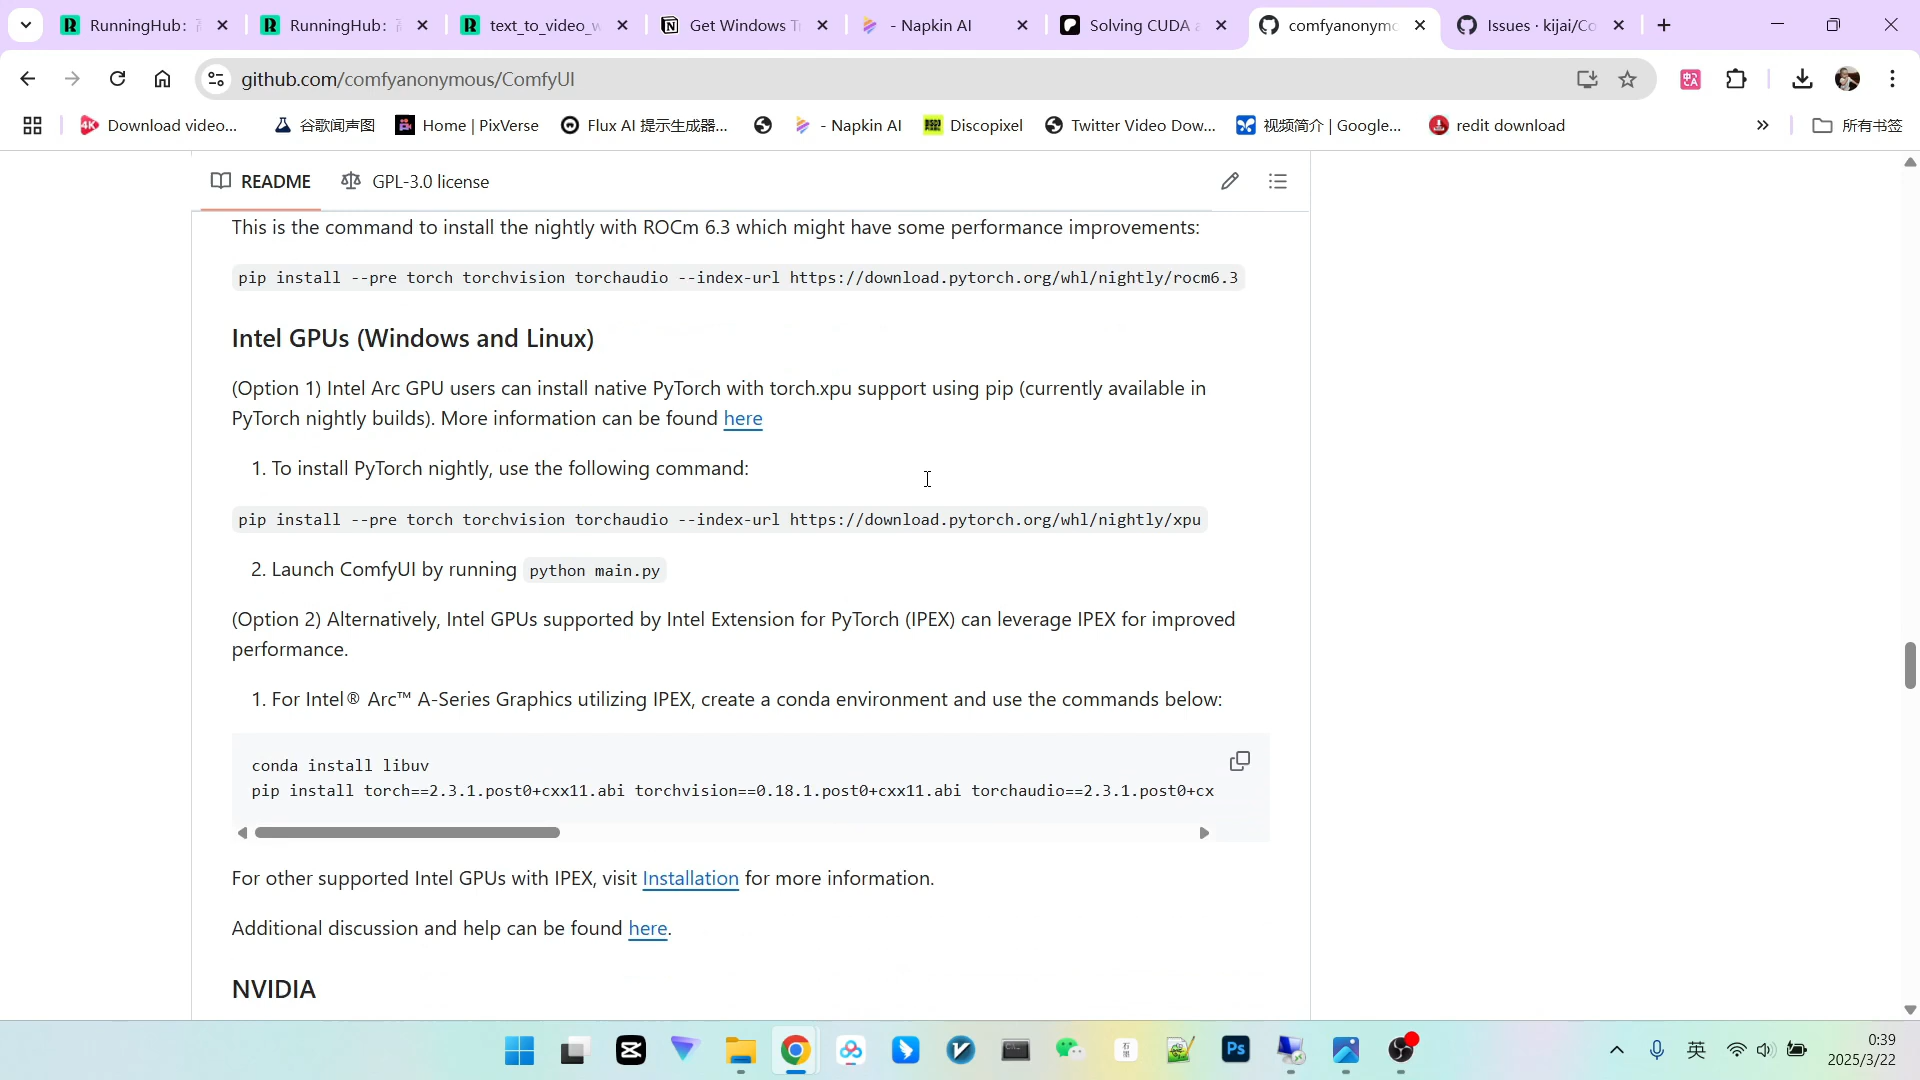 RunningHub:
RunningHub:
text_to_video_w
Get Windows T
- Napkin AI
Solving CUDA a
comfyanonymo
Issues · kijai/Co
github.com/comfyanonymous/ComfyUI
Download video...
谷歌闻声图
Home | PixVerse
Flux AI 提示生成器...
- Napkin AI
Discopixel
Twitter Video Dow...
视频简介 | Google...
redit download
所有书签
README
GPL-3.0 license
This is the command to install the nightly with ROCm 6.3 which might have some performance improvements:
pip install --pre torch torchvision torchaudio --index-url https://download.pytorch.org/whl/nightly/rocm6.3
Intel GPUs (Windows and Linux)
(Option 1) Intel Arc GPU users can install native PyTorch with torch.xpu support using pip (currently available in
PyTorch nightly builds). More information can be found here
1. To install PyTorch nightly, use the following command:
pip install --pre torch torchvision torchaudio --index-url https://download.pytorch.org/whl/nightly/xpu
2. Launch ComfyUI by running python main.py
(Option 2) Alternatively, Intel GPUs supported by Intel Extension for PyTorch (IPEX) can leverage IPEX for improved
performance.
1. For Intel® Arc™ A-Series Graphics utilizing IPEX, create a conda environment and use the commands below:
conda install libuv
pip install torch==2.3.1.post0+cxx11.abi torchvision==0.18.1.post0+cxx11.abi torchaudio==2.3.1.post0+cx
For other supported Intel GPUs with IPEX, visit Installation for more information.
Additional discussion and help can be found here.
NVIDIA
Ps
英
0:39
2025/3/22